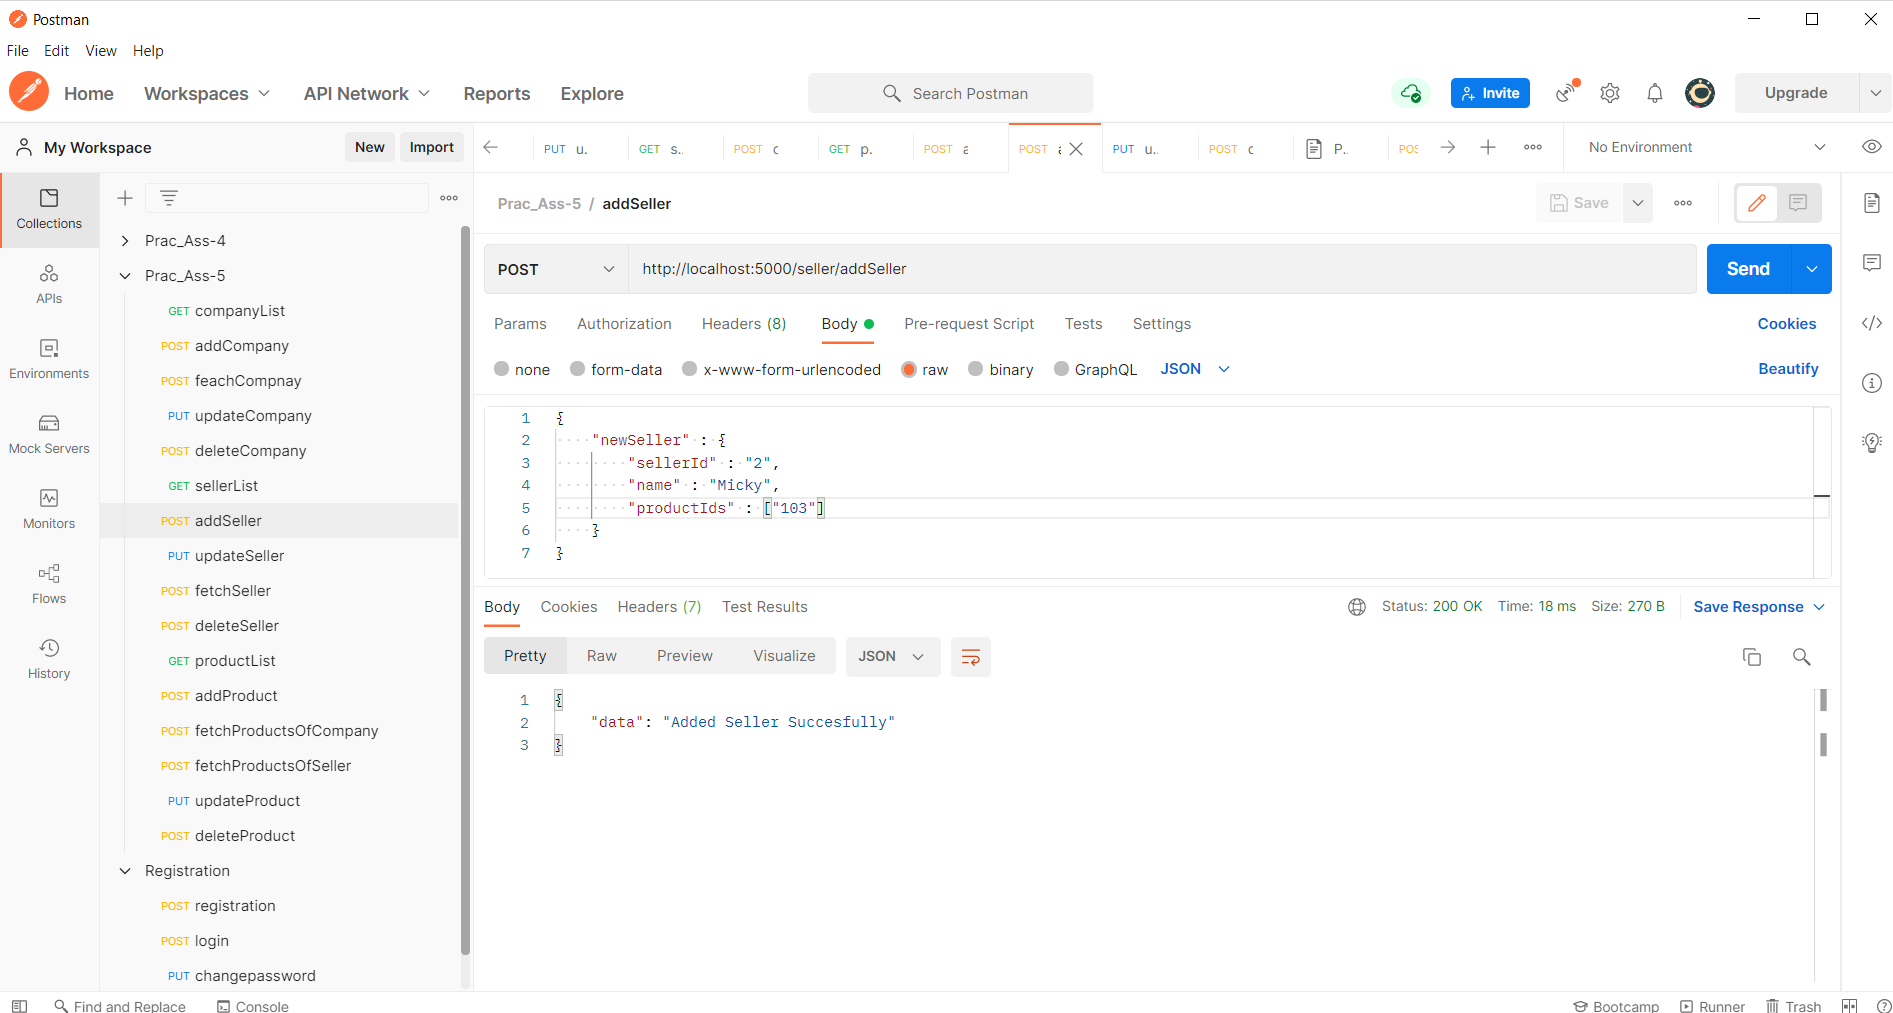 Postman
File Edit View Help
Home Workspaces API Network Reports Explore Search Postman Invite Upgrade
My Workspace New Import
PUT u. GET s.. POST c GET p. POST a POST a PUT u.. POST c P.. POS No Environment
Collections
APIs
Environments
Mock Servers
Monitors
Flows
History
Prac_Ass-4
Prac_Ass-5
GET companyList
POST addCompany
POST feachCompnay
PUT updateCompany
POST deleteCompany
GET sellerList
POST addSeller
PUT updateSeller
POST fetchSeller
POST deleteSeller
GET productList
POST addProduct
POST fetchProductsOfCompany
POST fetchProductsOfSeller
PUT updateProduct
POST deleteProduct
Registration
POST registration
POST login
PUT changepassword
Prac_Ass-5 / addSeller Save
POST http://localhost:5000/seller/addSeller Send
Params Authorization Headers (8) Body Pre-request Script Tests Settings Cookies
none form-data x-www-form-urlencoded raw binary GraphQL JSON Beautify
1 {
2 "newSeller" : {
3 "sellerId" : "2",
4 "name" : "Micky",
5 "productIds" : ["103"]
6 }
7 }
Body Cookies Headers (7) Test Results Status: 200 OK Time: 18 ms Size: 270 B Save Response
Pretty Raw Preview Visualize JSON
1 {
2 "data": "Added Seller Succesfully"
3 }
Find and Replace Console Bootcamp Runner Trash